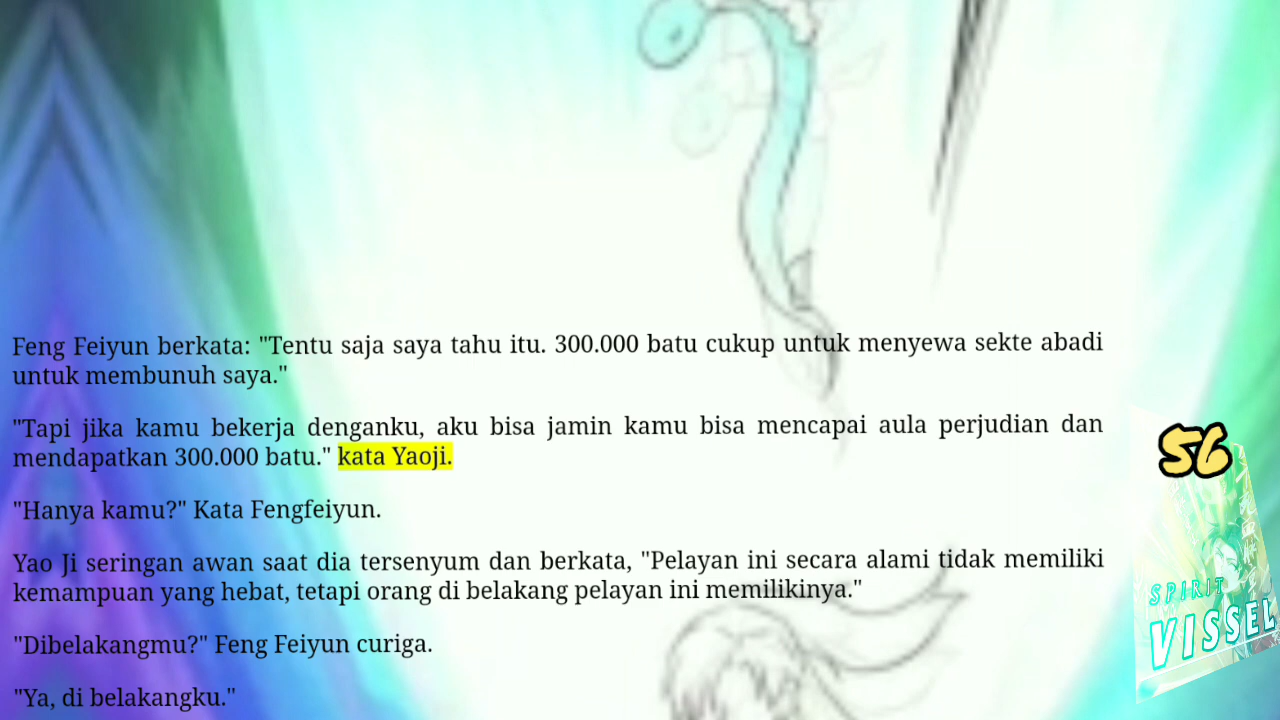 Feng Feiyun berkata: "Tentu saja saya tahu itu. 300.000 batu cukup untuk menyewa sekte abadi
untuk membunuh saya."
"Tapi jika kamu bekerja denganku, aku bisa jamin kamu bisa mencapai aula perjudian dan
mendapatkan 300.000 batu." kata Yaoji.
"Hanya kamu?" Kata Fengfeiyun.
Yao Ji seringan awan saat dia tersenyum dan berkata, "Pelayan ini secara alami tidak memiliki
kemampuan yang hebat, tetapi orang di belakang pelayan ini memilikinya."
"Dibelakangmu?" Feng Feiyun curiga.
"Ya, di belakangku."
56
SPIRIT
VISSEL